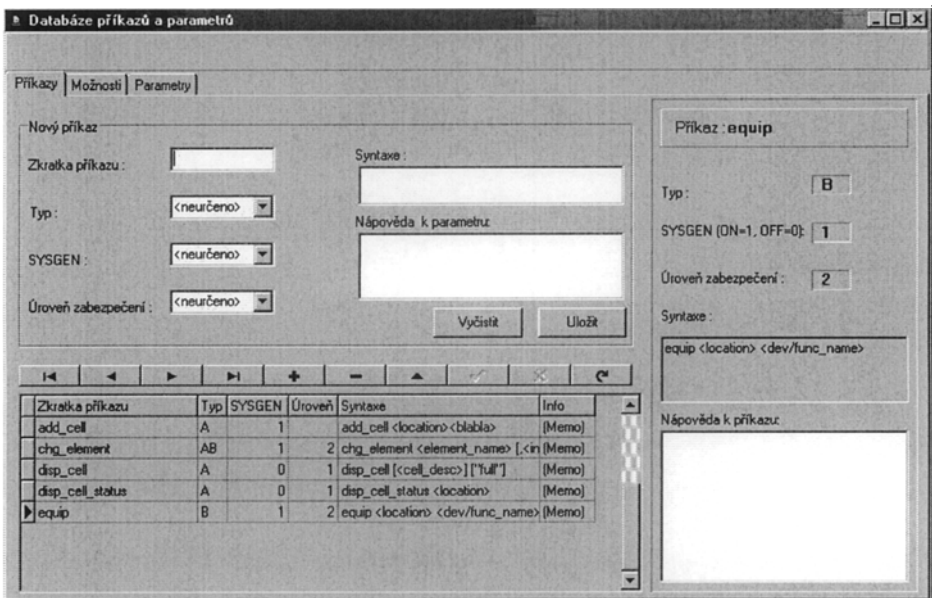 Databáze příkazů a parametrů
Příkazy Možnosti Parametry
Nový příkaz
Zkratka příkazu :
Typ : <neurčeno>
SYSGEN : <neurčeno>
Úroveň zabezpečení : <neurčeno>
Syntaxe :
Nápověda k parametru:
Vyčistit Uložit
Zkratka příkazu Typ SYSGEN Úroveň Syntaxe Info
add_cell A 1 add_cell <location> <blabla> (Memo)
chg_element AB 1 2 chg_element <element_name> [,<in (Memo)
disp_cell A 0 1 disp_cell [<cell_desc>] ["full"] (Memo)
disp_cell_status A 0 1 disp_cell_status <location> (Memo)
equip B 1 2 equip <location> <dev/func_name> (Memo)
Příkaz : equip
Typ : B
SYSGEN (ON=1, OFF=0): 1
Úroveň zabezpečení : 2
Syntaxe :
equip <location> <dev/func_name>
Nápověda k příkazu: